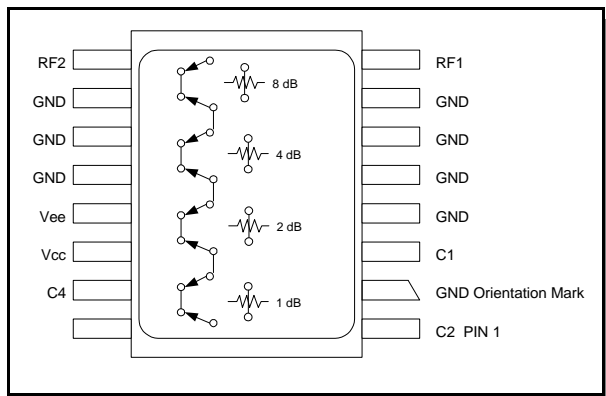 RF2
RF1
8 dB
GND
GND
GND
GND
4 dB
GND
GND
Vee
GND
2 dB
Vcc
C1
C4
GND Orientation Mark
1 dB
C2 PIN 1